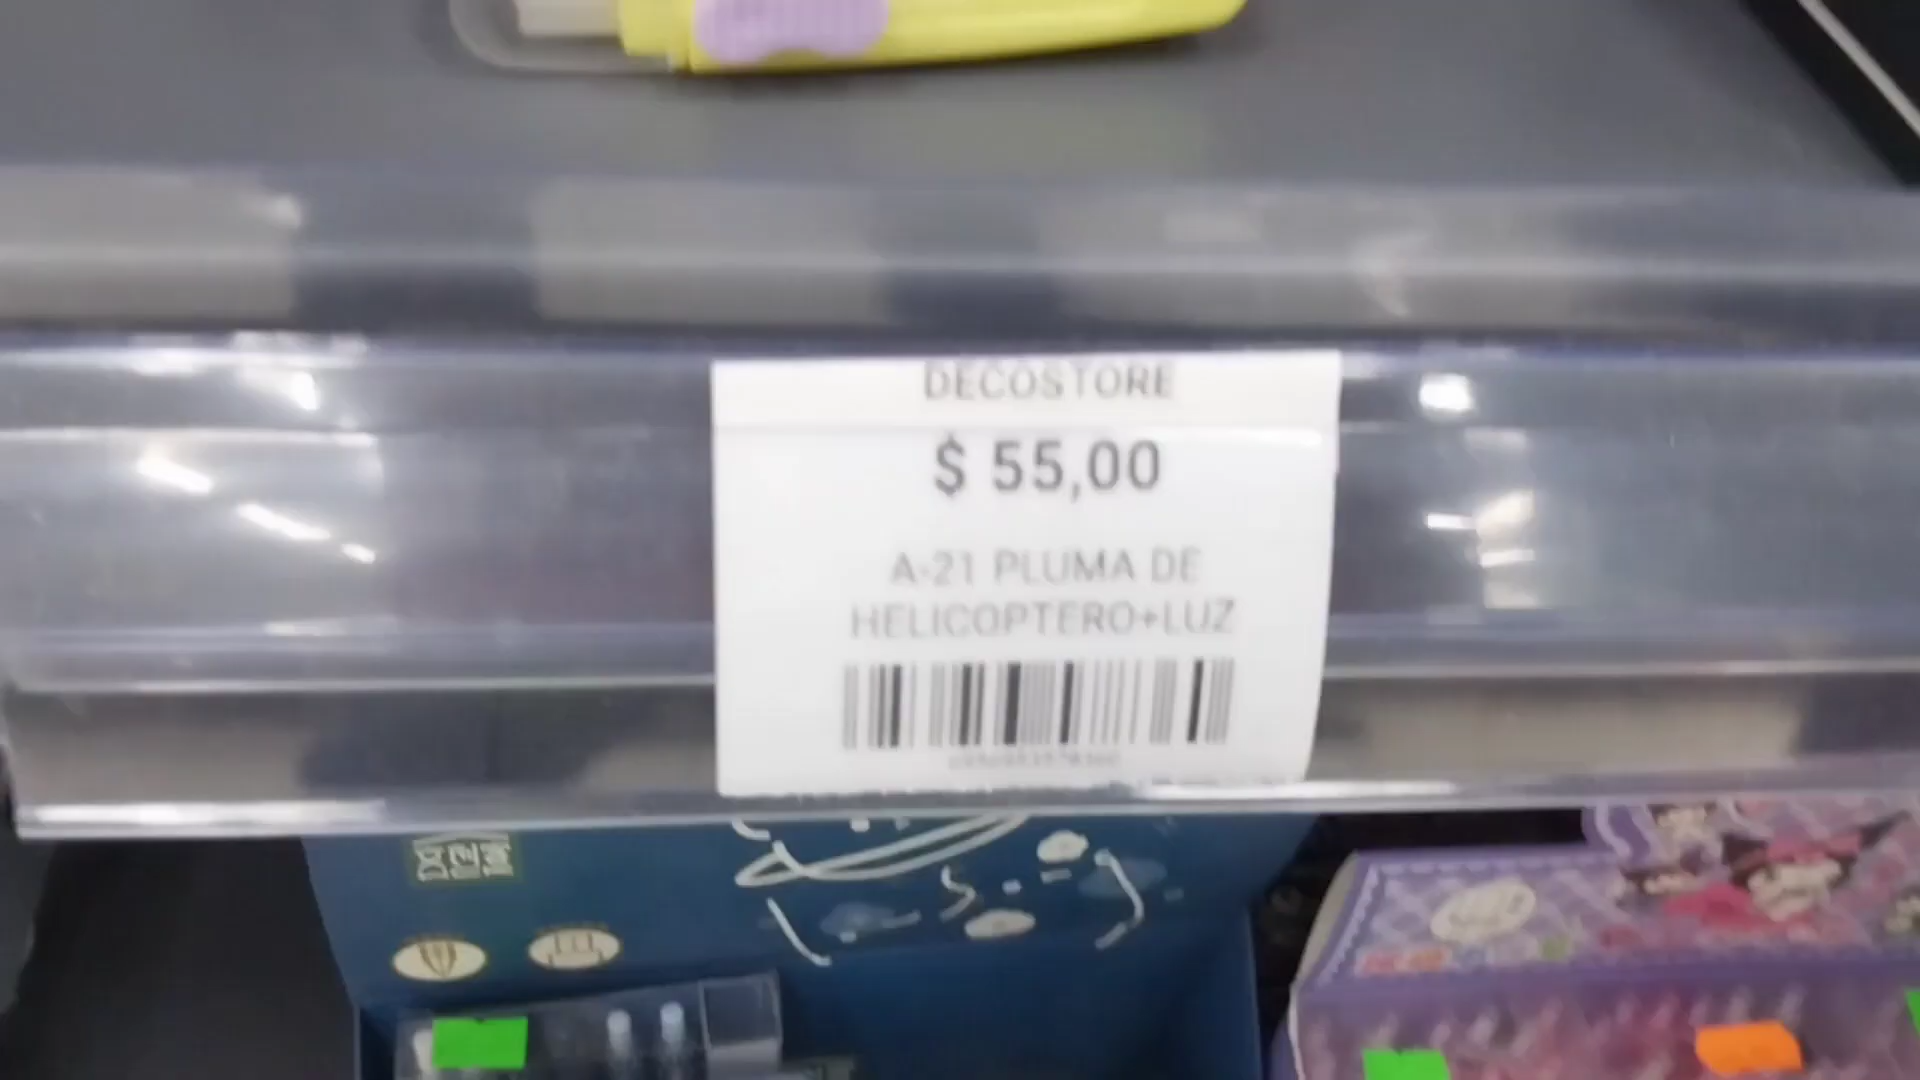 DECOSTORE
$ 55,00
A-21 PLUMA DE
HELICOPTERO+LUZ